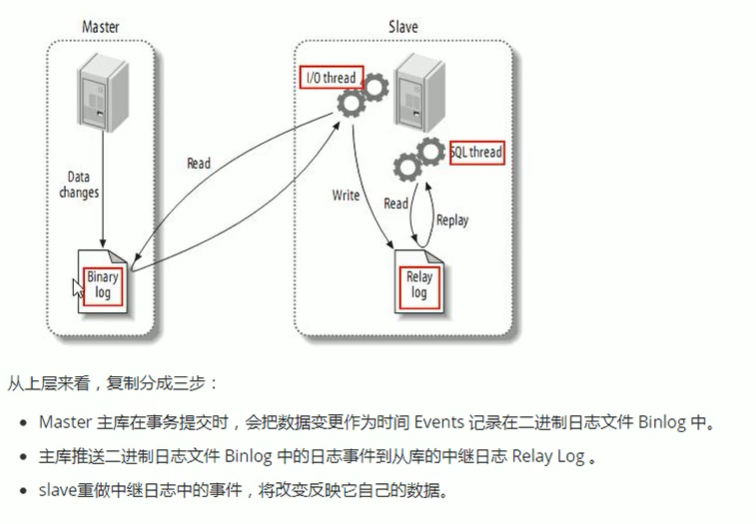 Master
Slave
I/O thread
SQL thread
Read
Data
changes
Write
Read
Replay
Binary
log
Relay
log
从上层来看，复制分成三步：
• Master 主库在事务提交时，会把数据变更作为时间 Events 记录在二进制日志文件 Binlog 中。
• 主库推送二进制日志文件 Binlog 中的日志事件到从库的中继日志 Relay Log 。
• slave重做中继日志中的事件，将改变反映它自己的数据。